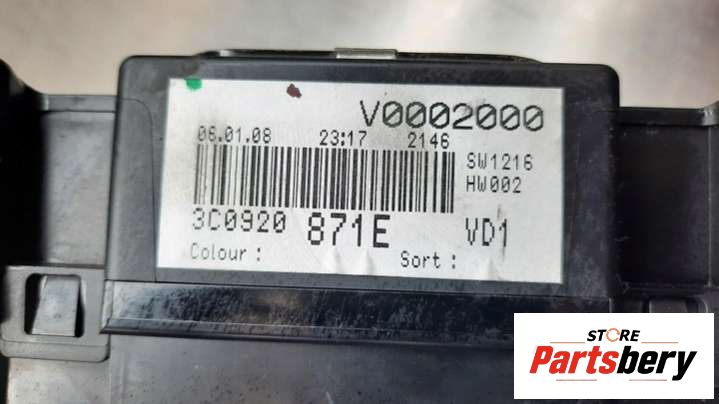 V0002000
06.01.08 23:17 2146
SW1216
HW002
3C0920 871E VD1
Colour : Sort :
STORE
Partsbery